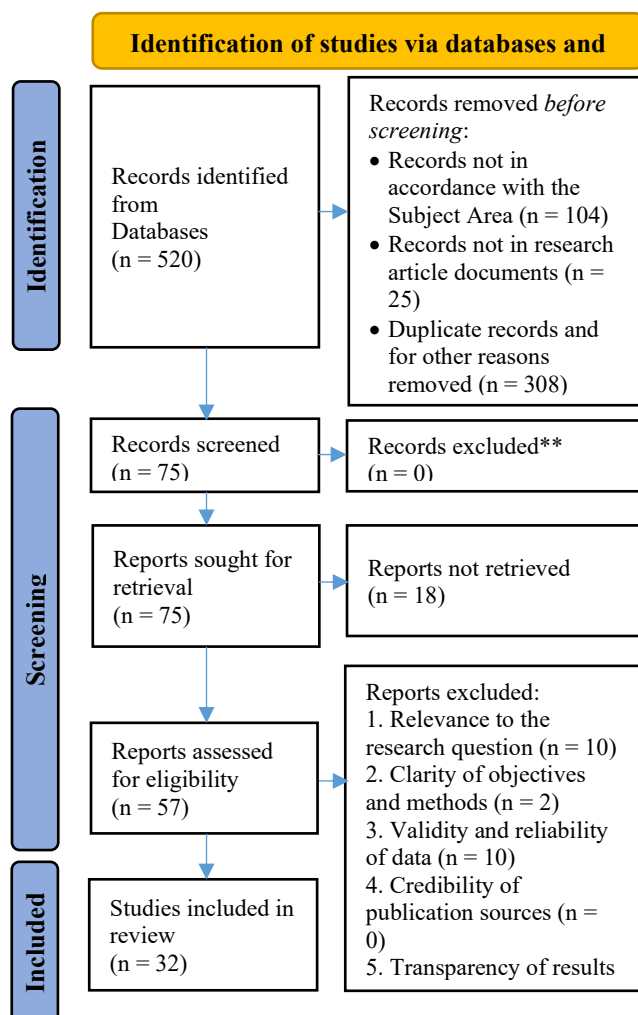 Identification of studies via databases and
Identification
Records identified
from
Databases
(n = 520)
Records removed before
screening:
• Records not in
accordance with the
Subject Area (n = 104)
• Records not in research
article documents (n =
25)
• Duplicate records and
for other reasons
removed (n = 308)
Screening
Records screened
(n = 75)
Records excluded**
(n = 0)
Reports sought for
retrieval
(n = 75)
Reports not retrieved
(n = 18)
Reports assessed
for eligibility
(n = 57)
Reports excluded:
1. Relevance to the
research question (n = 10)
2. Clarity of objectives
and methods (n = 2)
3. Validity and reliability
of data (n = 10)
4. Credibility of
publication sources (n =
0)
5. Transparency of results
Included
Studies included in
review
(n = 32)